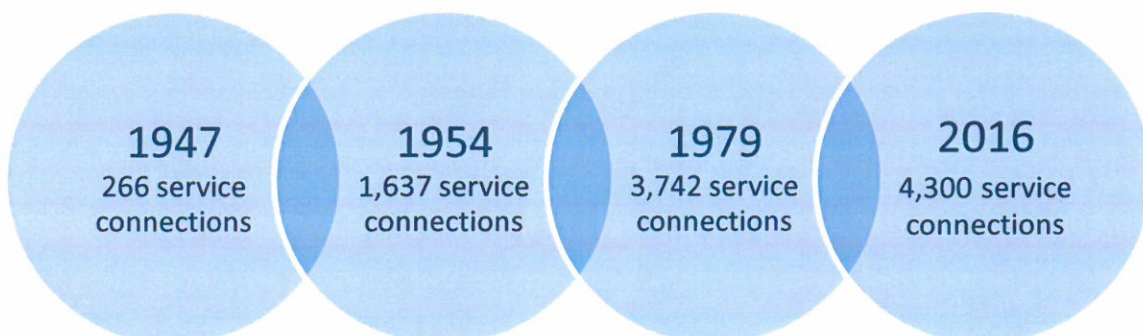 1947
266 service
connections
1954
1,637 service
connections
1979
3,742 service
connections
2016
4,300 service
connections